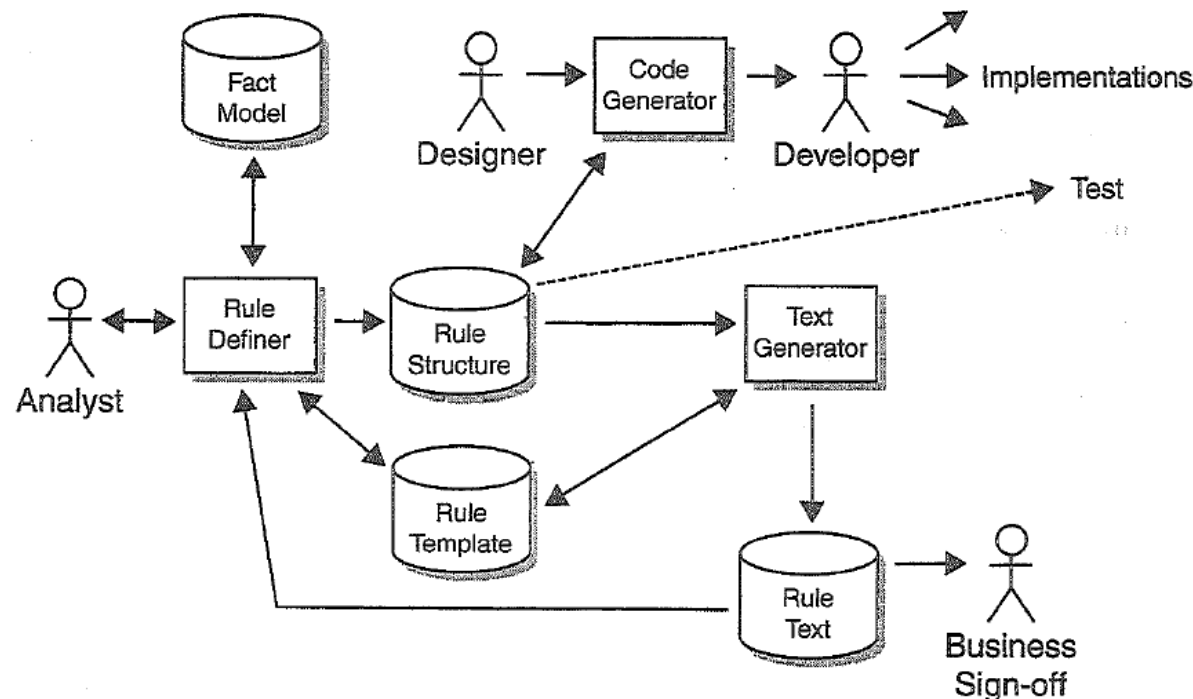 Fact
Model
Designer
Code
Generator
Developer
Implementations
Test
Analyst
Rule
Definer
Rule
Structure
Text
Generator
Rule
Template
Rule
Text
Business
Sign-off